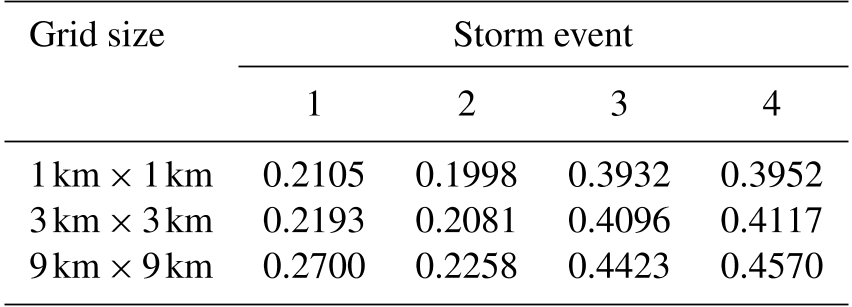 Grid size Storm event
1 2 3 4
1 km × 1 km 0.2105 0.1998 0.3932 0.3952
3 km × 3 km 0.2193 0.2081 0.4096 0.4117
9 km × 9 km 0.2700 0.2258 0.4423 0.4570